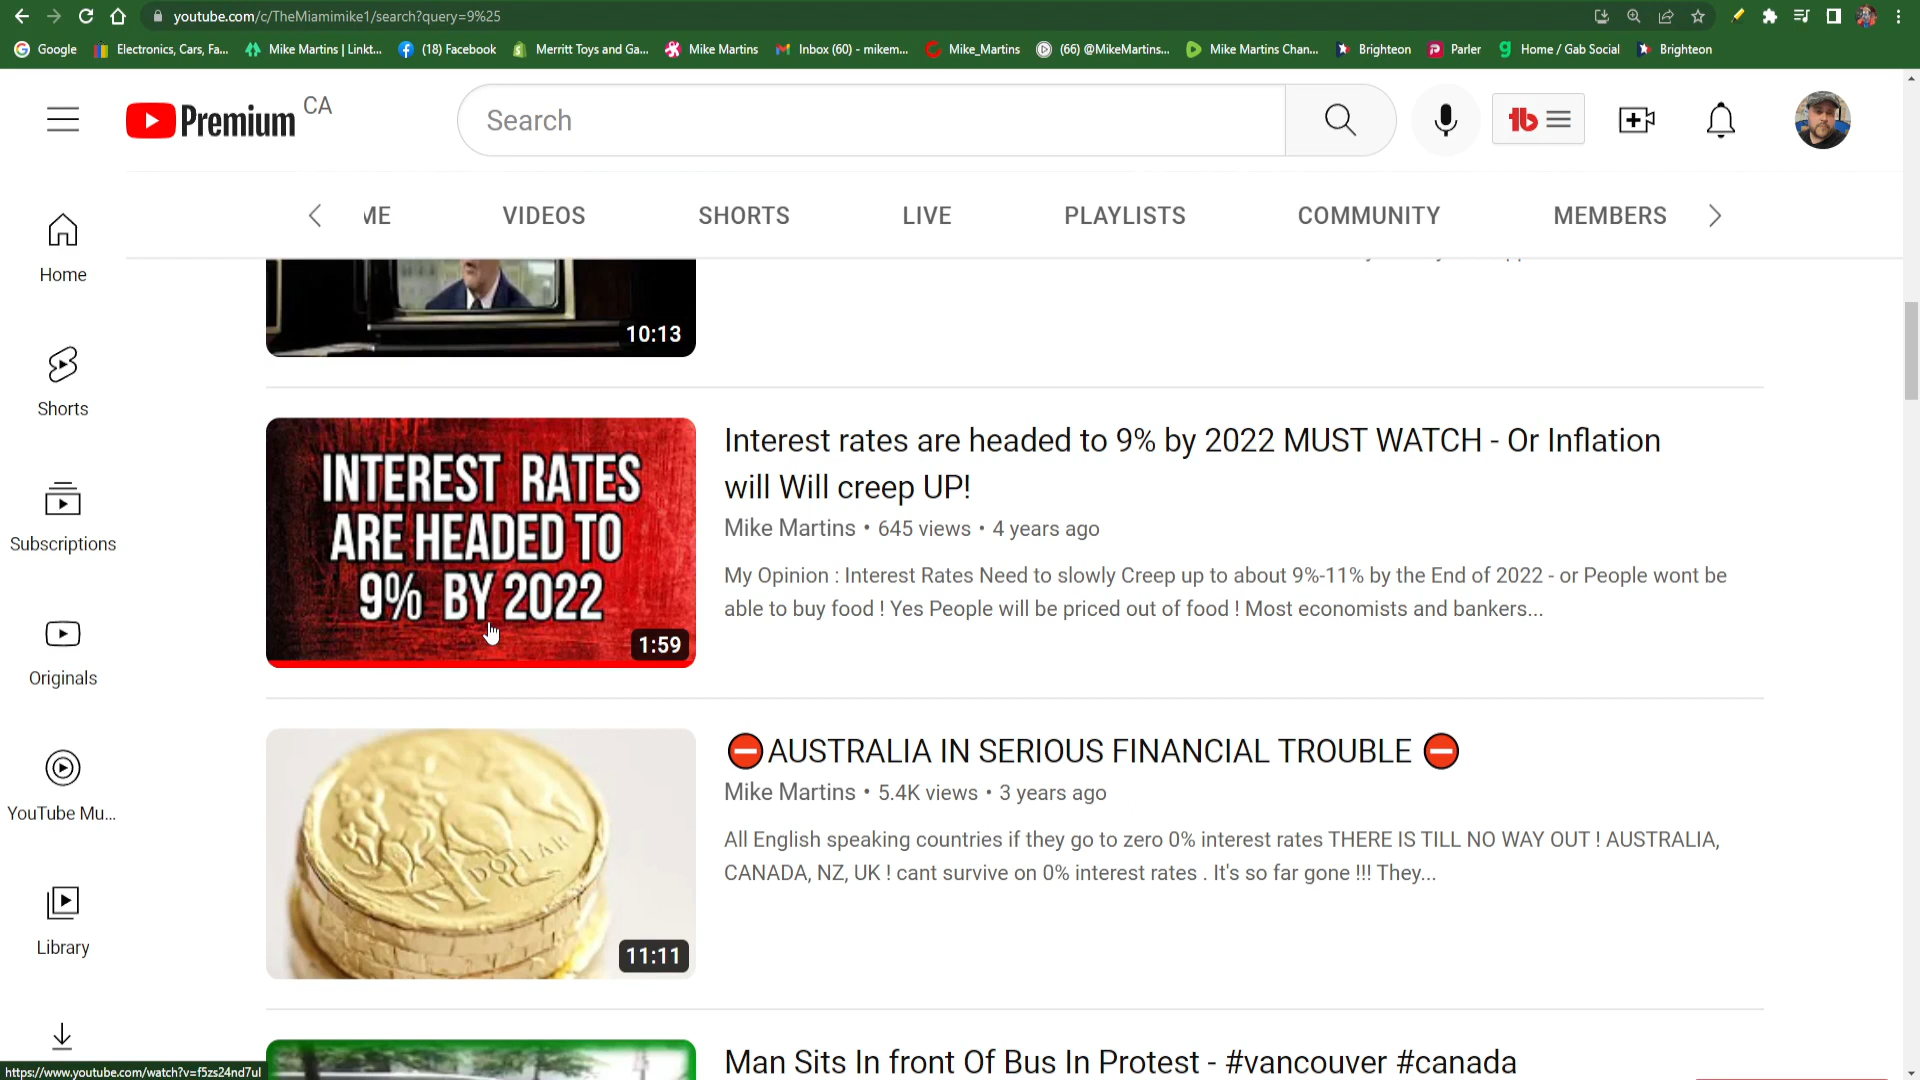 youtube.com/c/TheMiamimike1/search?query=9%25
Google
Electronics, Cars, Fa...
Mike Martins | Linkt...
(18) Facebook
Merritt Toys and Ga...
Mike Martins
Inbox (60) - mikem...
Mike_Martins
(66) @MikeMartins...
Mike Martins Chan...
Brighteon
Parler
Home / Gab Social
Brighteon
Premium CA
Search
ME
VIDEOS
SHORTS
LIVE
PLAYLISTS
COMMUNITY
MEMBERS
Home
Shorts
Subscriptions
Originals
YouTube Mu...
Library
10:13
INTEREST RATES
ARE HEADED TO
9% BY 2022
1:59
Interest rates are headed to 9% by 2022 MUST WATCH - Or Inflation
will Will creep UP!
Mike Martins • 645 views • 4 years ago
My Opinion : Interest Rates Need to slowly Creep up to about 9%-11% by the End of 2022 - or People wont be
able to buy food ! Yes People will be priced out of food ! Most economists and bankers...
DOLLAR
11:11
⛔AUSTRALIA IN SERIOUS FINANCIAL TROUBLE ⛔
Mike Martins • 5.4K views • 3 years ago
All English speaking countries if they go to zero 0% interest rates THERE IS TILL NO WAY OUT ! AUSTRALIA,
CANADA, NZ, UK ! cant survive on 0% interest rates . It's so far gone !!! They...
Man Sits In front Of Bus In Protest - #vancouver #canada
https://www.youtube.com/watch?v=f5zs24nd7uI